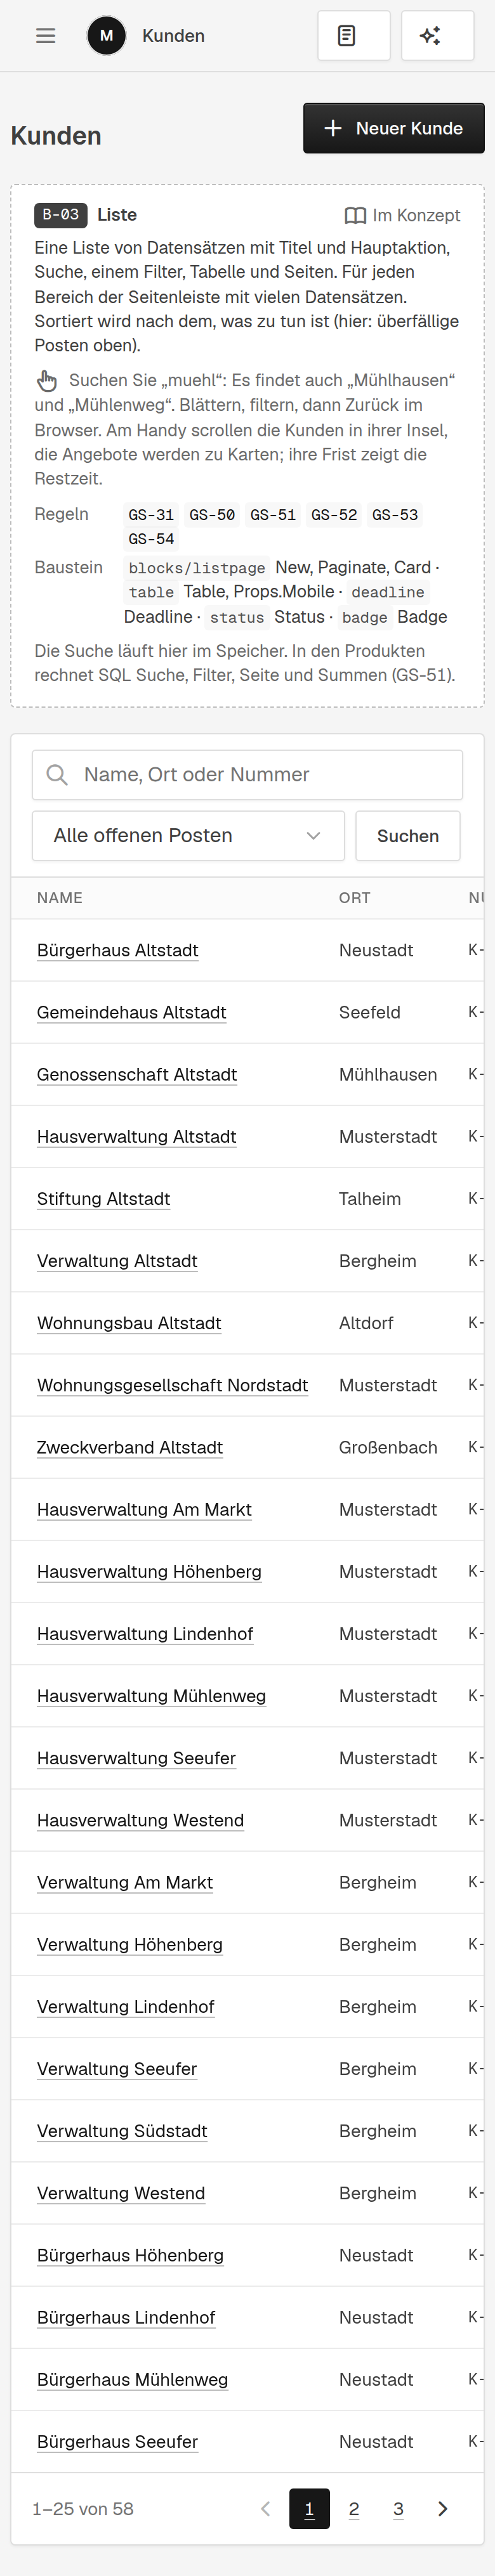 M Kunden
Kunden
Neuer Kunde
B-03 Liste
Im Konzept
Eine Liste von Datensätzen mit Titel und Hauptaktion,
Suche, einem Filter, Tabelle und Seiten. Für jeden
Bereich der Seitenleiste mit vielen Datensätzen.
Sortiert wird nach dem, was zu tun ist (hier: überfällige
Posten oben).
Suchen Sie „muehl“: Es findet auch „Mühlhausen“
und „Mühlenweg“. Blättern, filtern, dann Zurück im
Browser. Am Handy scrollen die Kunden in ihrer Insel,
die Angebote werden zu Karten; ihre Frist zeigt die
Restzeit.
Regeln GS-31 GS-50 GS-51 GS-52 GS-53
GS-54
Baustein blocks/listpage New, Paginate, Card ·
table Table, Props.Mobile · deadline
Deadline · status Status · badge Badge
Die Suche läuft hier im Speicher. In den Produkten
rechnet SQL Suche, Filter, Seite und Summen (GS-51).
Name, Ort oder Nummer
Alle offenen Posten
Suchen
NAME ORT
Bürgerhaus Altstadt Neustadt K-
Gemeindehaus Altstadt Seefeld K-
Genossenschaft Altstadt Mühlhausen K-
Hausverwaltung Altstadt Musterstadt K-
Stiftung Altstadt Talheim K-
Verwaltung Altstadt Bergheim K-
Wohnungsbau Altstadt Altdorf K-
Wohnungsgesellschaft Nordstadt Musterstadt K-
Zweckverband Altstadt Großenbach K-
Hausverwaltung Am Markt Musterstadt K-
Hausverwaltung Höhenberg Musterstadt K-
Hausverwaltung Lindenhof Musterstadt K-
Hausverwaltung Mühlenweg Musterstadt K-
Hausverwaltung Seeufer Musterstadt K-
Hausverwaltung Westend Musterstadt K-
Verwaltung Am Markt Bergheim K-
Verwaltung Höhenberg Bergheim K-
Verwaltung Lindenhof Bergheim K-
Verwaltung Seeufer Bergheim K-
Verwaltung Südstadt Bergheim K-
Verwaltung Westend Bergheim K-
Bürgerhaus Höhenberg Neustadt K-
Bürgerhaus Lindenhof Neustadt K-
Bürgerhaus Mühlenweg Neustadt K-
Bürgerhaus Seeufer Neustadt K-
1–25 von 58
1 2 3